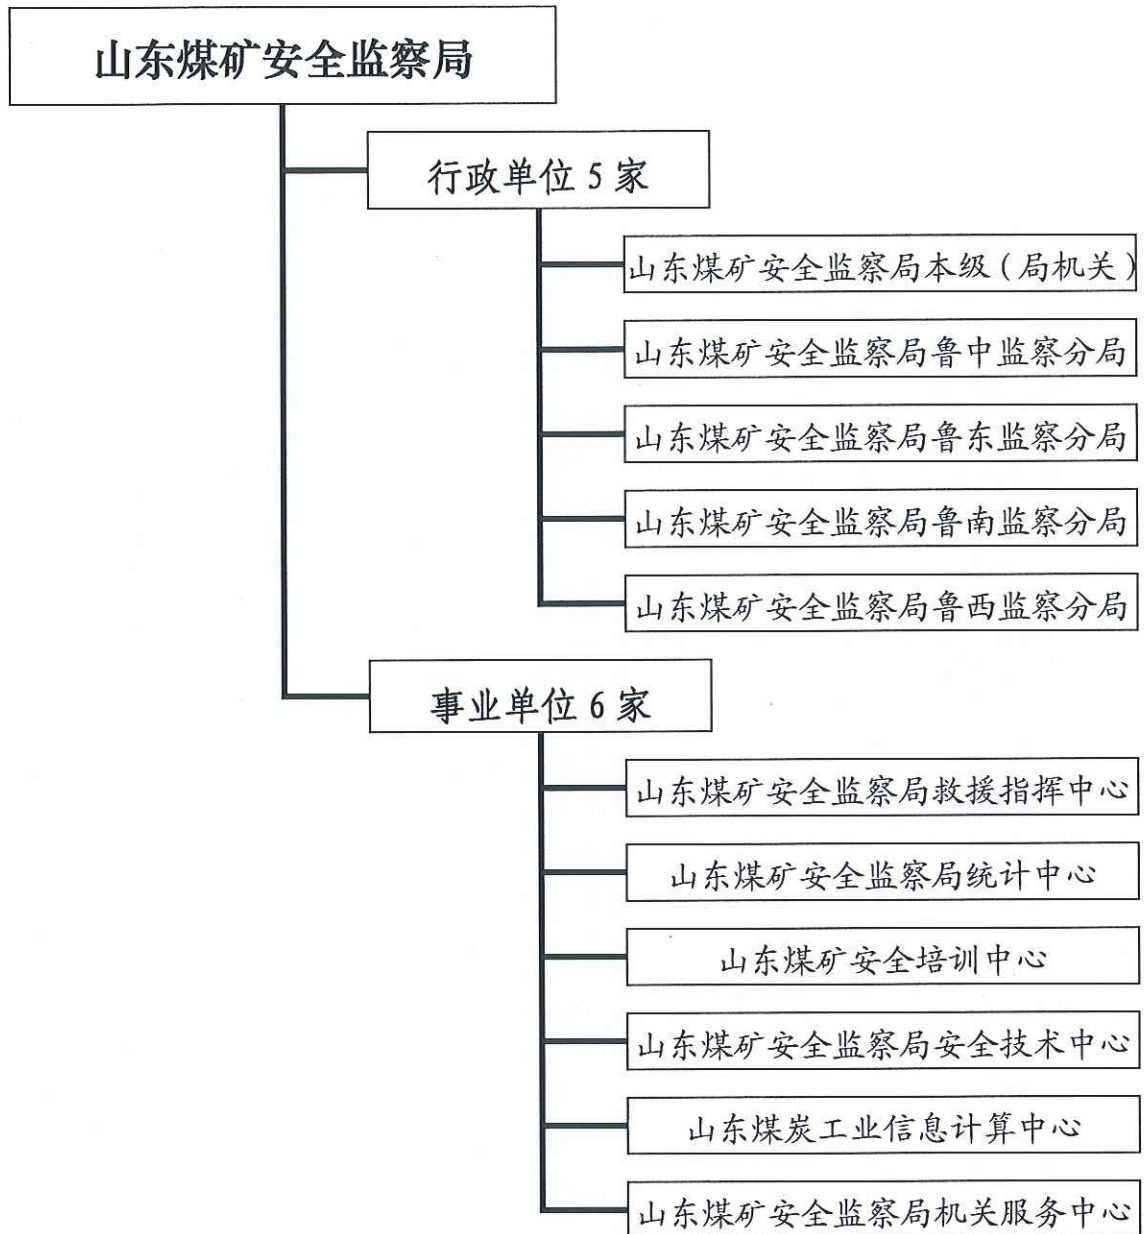 山东煤矿安全监察局
行政单位 5 家
山东煤矿安全监察局本级（局机关）
山东煤矿安全监察局鲁中监察分局
山东煤矿安全监察局鲁东监察分局
山东煤矿安全监察局鲁南监察分局
山东煤矿安全监察局鲁西监察分局
事业单位 6 家
山东煤矿安全监察局救援指挥中心
山东煤矿安全监察局统计中心
山东煤矿安全培训中心
山东煤矿安全监察局安全技术中心
山东煤炭工业信息计算中心
山东煤矿安全监察局机关服务中心